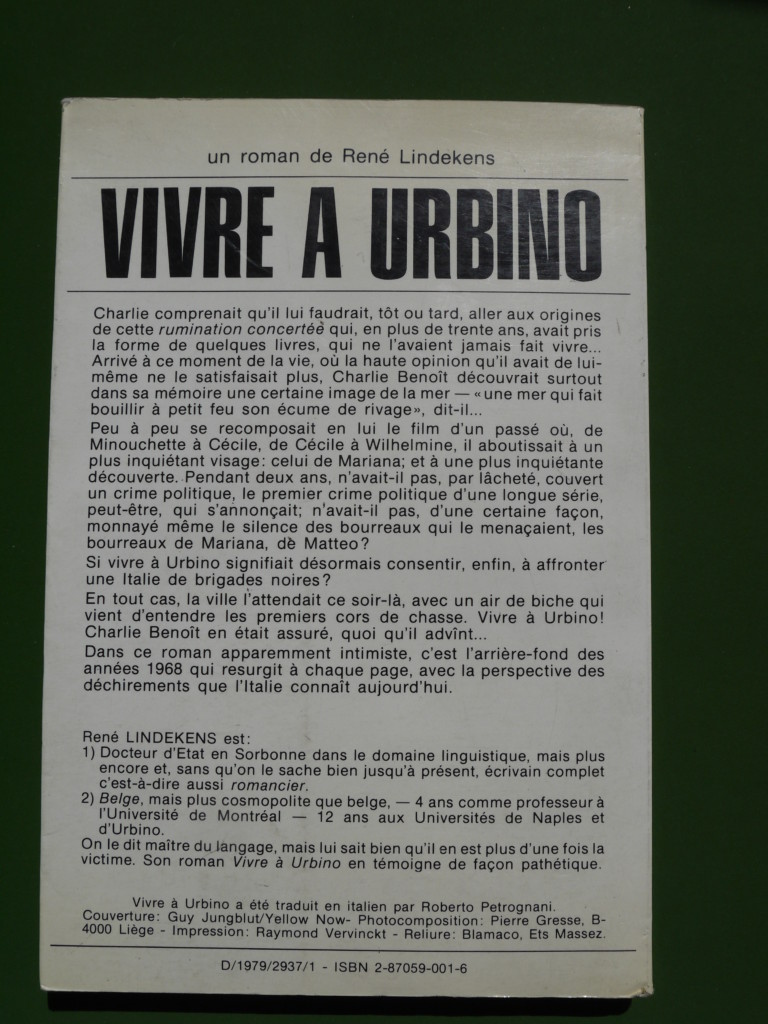 un roman de René Lindekens
VIVRE A URBINO
Charlie comprenait qu'il lui faudrait, tôt ou tard, aller aux origines
de cette rumination concertée qui, en plus de trente ans, avait pris
la forme de quelques livres, qui ne l'avaient jamais fait vivre...
Arrivé à ce moment de la vie, où la haute opinion qu'il avait de lui-
même ne le satisfaisait plus, Charlie Benoît découvrait surtout
dans sa mémoire une certaine image de la mer — «une mer qui fait
bouillir à petit feu son écume de rivage», dit-il...
Peu à peu se recomposait en lui le film d'un passé où, de
Minouchette à Cécile, de Cécile à Wilhelmine, il aboutissait à un
plus inquiétant visage: celui de Mariana; et à une plus inquiétante
découverte. Pendant deux ans, n'avait-il pas, par lâcheté, couvert
un crime politique, le premier crime politique d'une longue série,
peut-être, qui s'annonçait; n'avait-il pas, d'une certaine façon,
monnayé même le silence des bourreaux qui le menaçaient, les
bourreaux de Mariana, de Matteo?
Si vivre à Urbino signifiait désormais consentir, enfin, à affronter
une Italie de brigades noires?
En tout cas, la ville l'attendait ce soir-là, avec un air de biche qui
vient d'entendre les premiers cors de chasse. Vivre à Urbino!
Charlie Benoît en était assuré, quoi qu'il advînt...
Dans ce roman apparemment intimiste, c'est l'arrière-fond des
années 1968 qui resurgit à chaque page, avec la perspective des
déchirements que l'Italie connaît aujourd'hui.
René LINDEKENS est:
1) Docteur d'Etat en Sorbonne dans le domaine linguistique, mais plus
encore et, sans qu'on le sache bien jusqu'à présent, écrivain complet
c'est-à-dire aussi romancier.
2) Belge, mais plus cosmopolite que belge, — 4 ans comme professeur à
l'Université de Montréal — 12 ans aux Universités de Naples et
d'Urbino.
On le dit maître du langage, mais lui sait bien qu'il en est plus d'une fois la
victime. Son roman Vivre à Urbino en témoigne de façon pathétique.
Vivre à Urbino a été traduit en italien par Roberto Petrognani.
Couverture: Guy Jungblut/Yellow Now- Photocomposition: Pierre Gresse, B-
4000 Liège - Impression: Raymond Vervinckt - Reliure: Blamaco, Ets Massez.
D/1979/2937/1 - ISBN 2-87059-001-6